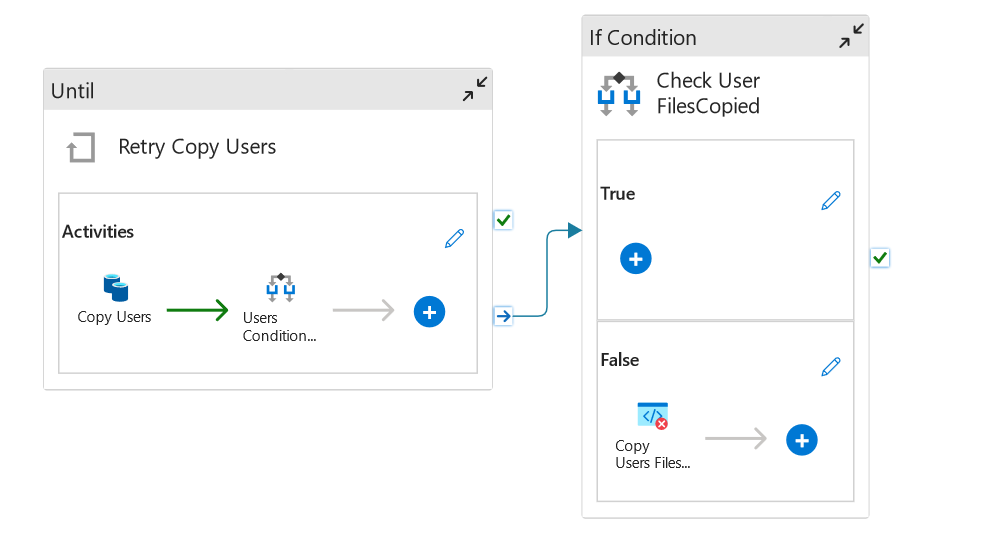 Until
Retry Copy Users
Activities
Copy Users
Users
Condition...
If Condition
Check User
FilesCopied
True
False
Copy
Users Files...